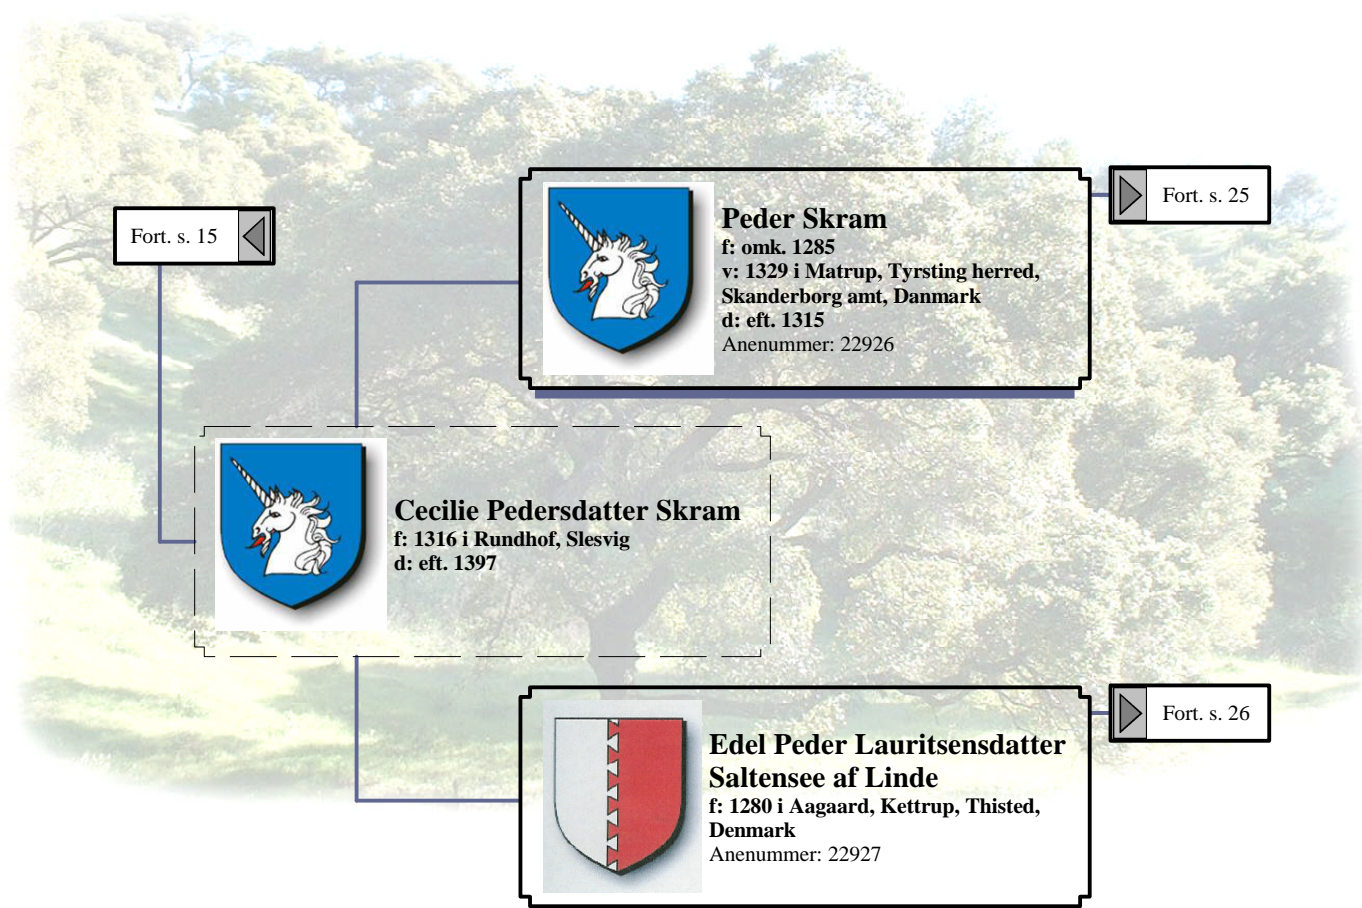 Peder Skram
f: omk. 1285
v: 1329 i Matrup, Tyrsting herred,
Skanderborg amt, Danmark
d: eft. 1315
Anenummer: 22926
Fort. s. 25
Fort. s. 15
Cecilie Pedersdatter Skram
f: 1316 i Rundhof, Slesvig
d: eft. 1397
Edel Peder Lauritsensdatter
Saltensee af Linde
f: 1280 i Aagaard, Kettrup, Thisted,
Denmark
Anenummer: 22927
Fort. s. 26